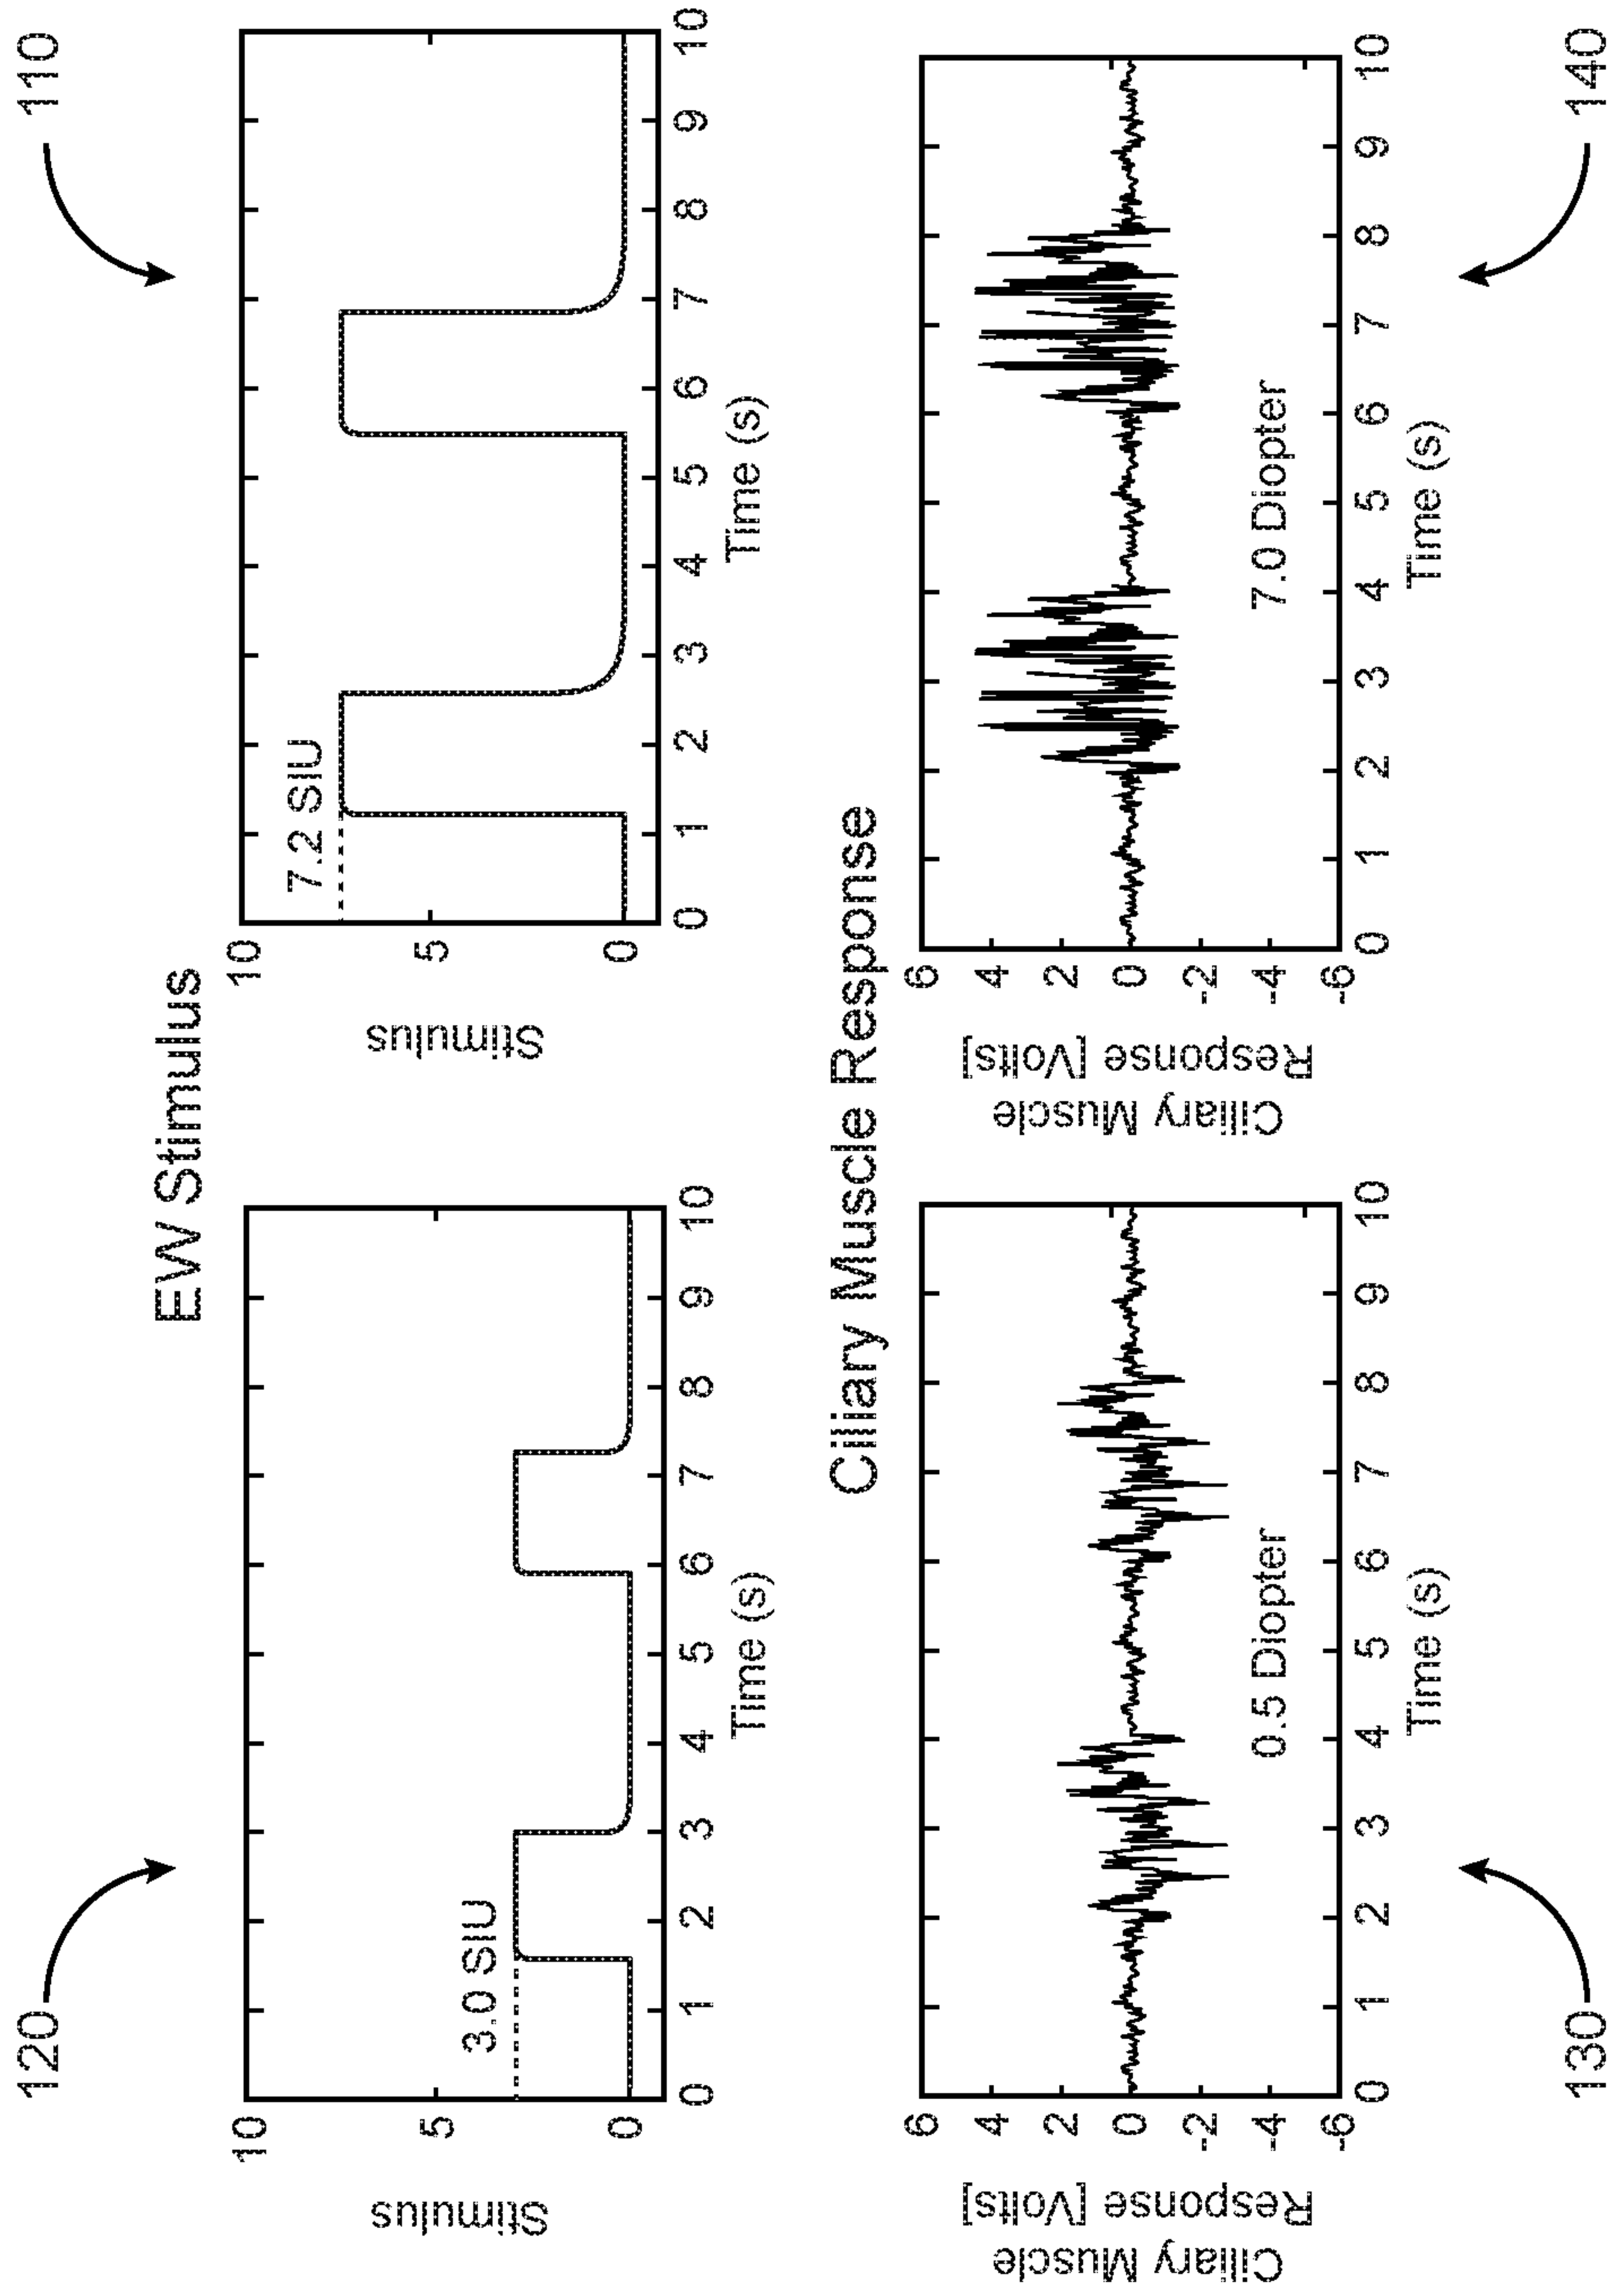 120
110
EW Stimulus
Stimulus
10
5
0
3.0 SIU
0 1 2 3 4 5 6 7 8 9 10
Time (s)
Stimulus
10
5
0
7.2 SIU
0 1 2 3 4 5 6 7 8 9 10
Time (s)
Ciliary Muscle Response
Ciliary Muscle
Response [Volts]
6
4
2
0
-2
-4
-6
0.5 Diopter
0 1 2 3 4 5 6 7 8 9 10
Time (s)
Ciliary Muscle
Response [Volts]
6
4
2
0
-2
-4
-6
7.0 Diopter
0 1 2 3 4 5 6 7 8 9 10
Time (s)
130
140